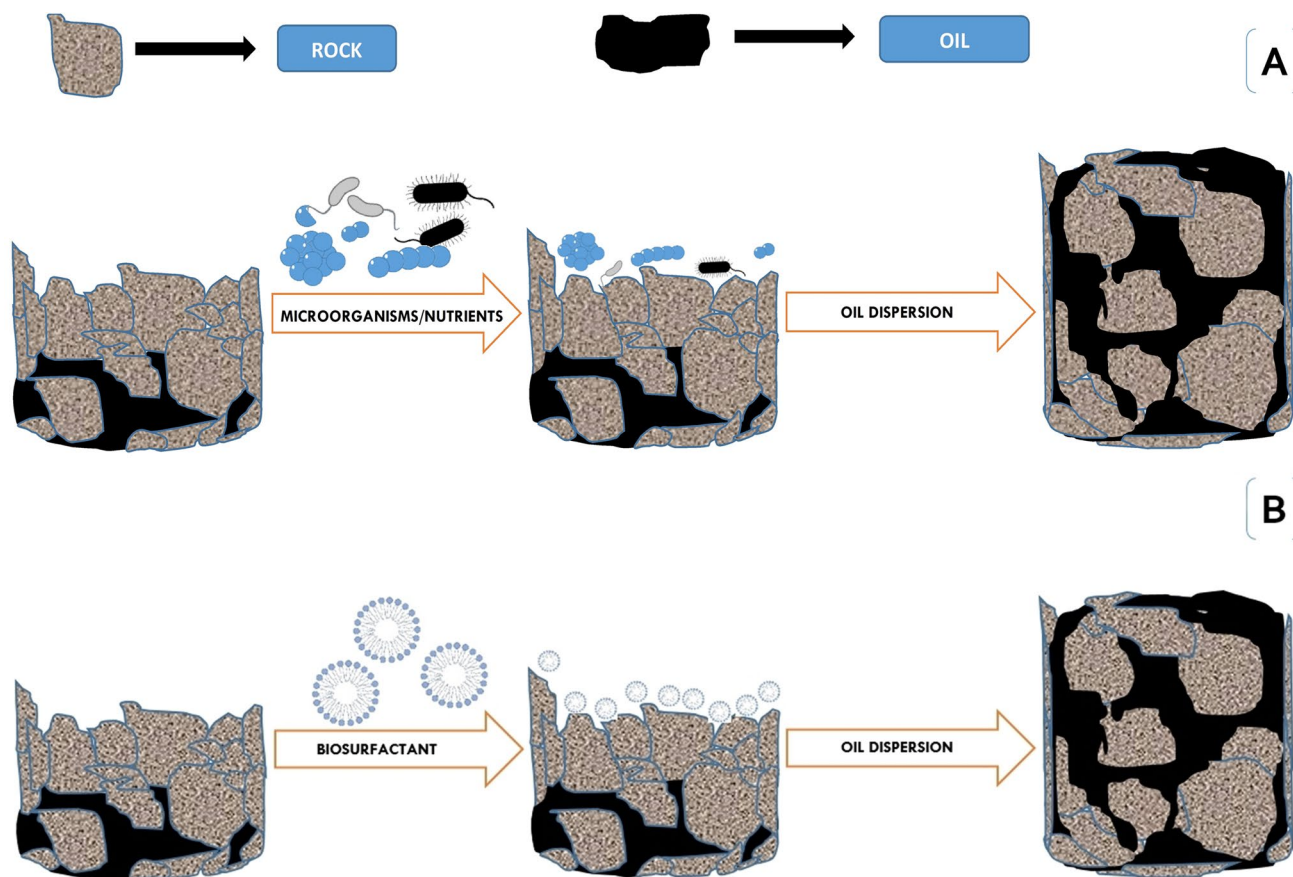 ROCK
OIL
A
MICROORGANISMS/NUTRIENTS
OIL DISPERSION
B
BIOSURFACTANT
OIL DISPERSION